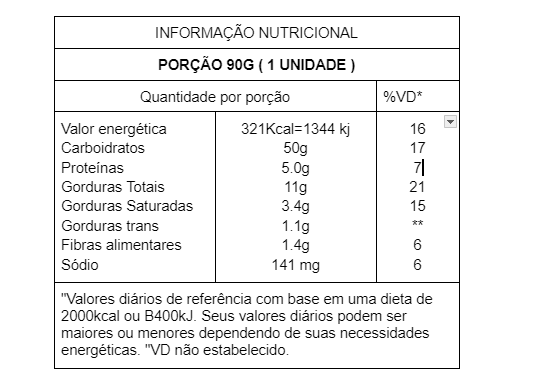 INFORMAÇÃO NUTRICIONAL
PORÇÃO 90G ( 1 UNIDADE )
Quantidade por porção %VD*
Valor energética 321Kcal=1344 kj 16
Carboidratos 50g 17
Proteínas 5.0g 7
Gorduras Totais 11g 21
Gorduras Saturadas 3.4g 15
Gorduras trans 1.1g **
Fibras alimentares 1.4g 6
Sódio 141 mg 6
"Valores diários de referência com base em uma dieta de
2000kcal ou B400kJ. Seus valores diários podem ser
maiores ou menores dependendo de suas necessidades
energéticas. "VD não estabelecido.